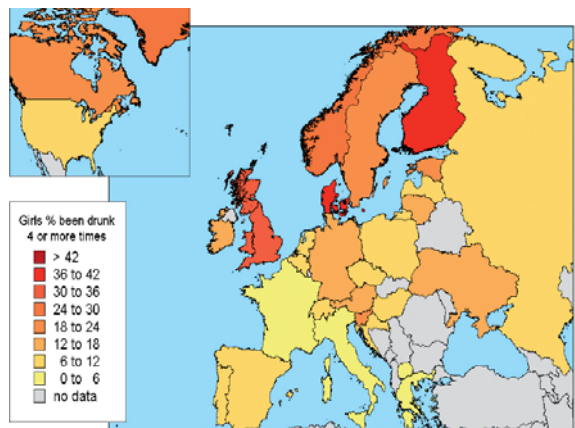 Girls % been drunk
4 or more times
> 42
36 to 42
30 to 36
24 to 30
18 to 24
12 to 18
6 to 12
0 to 6
no data